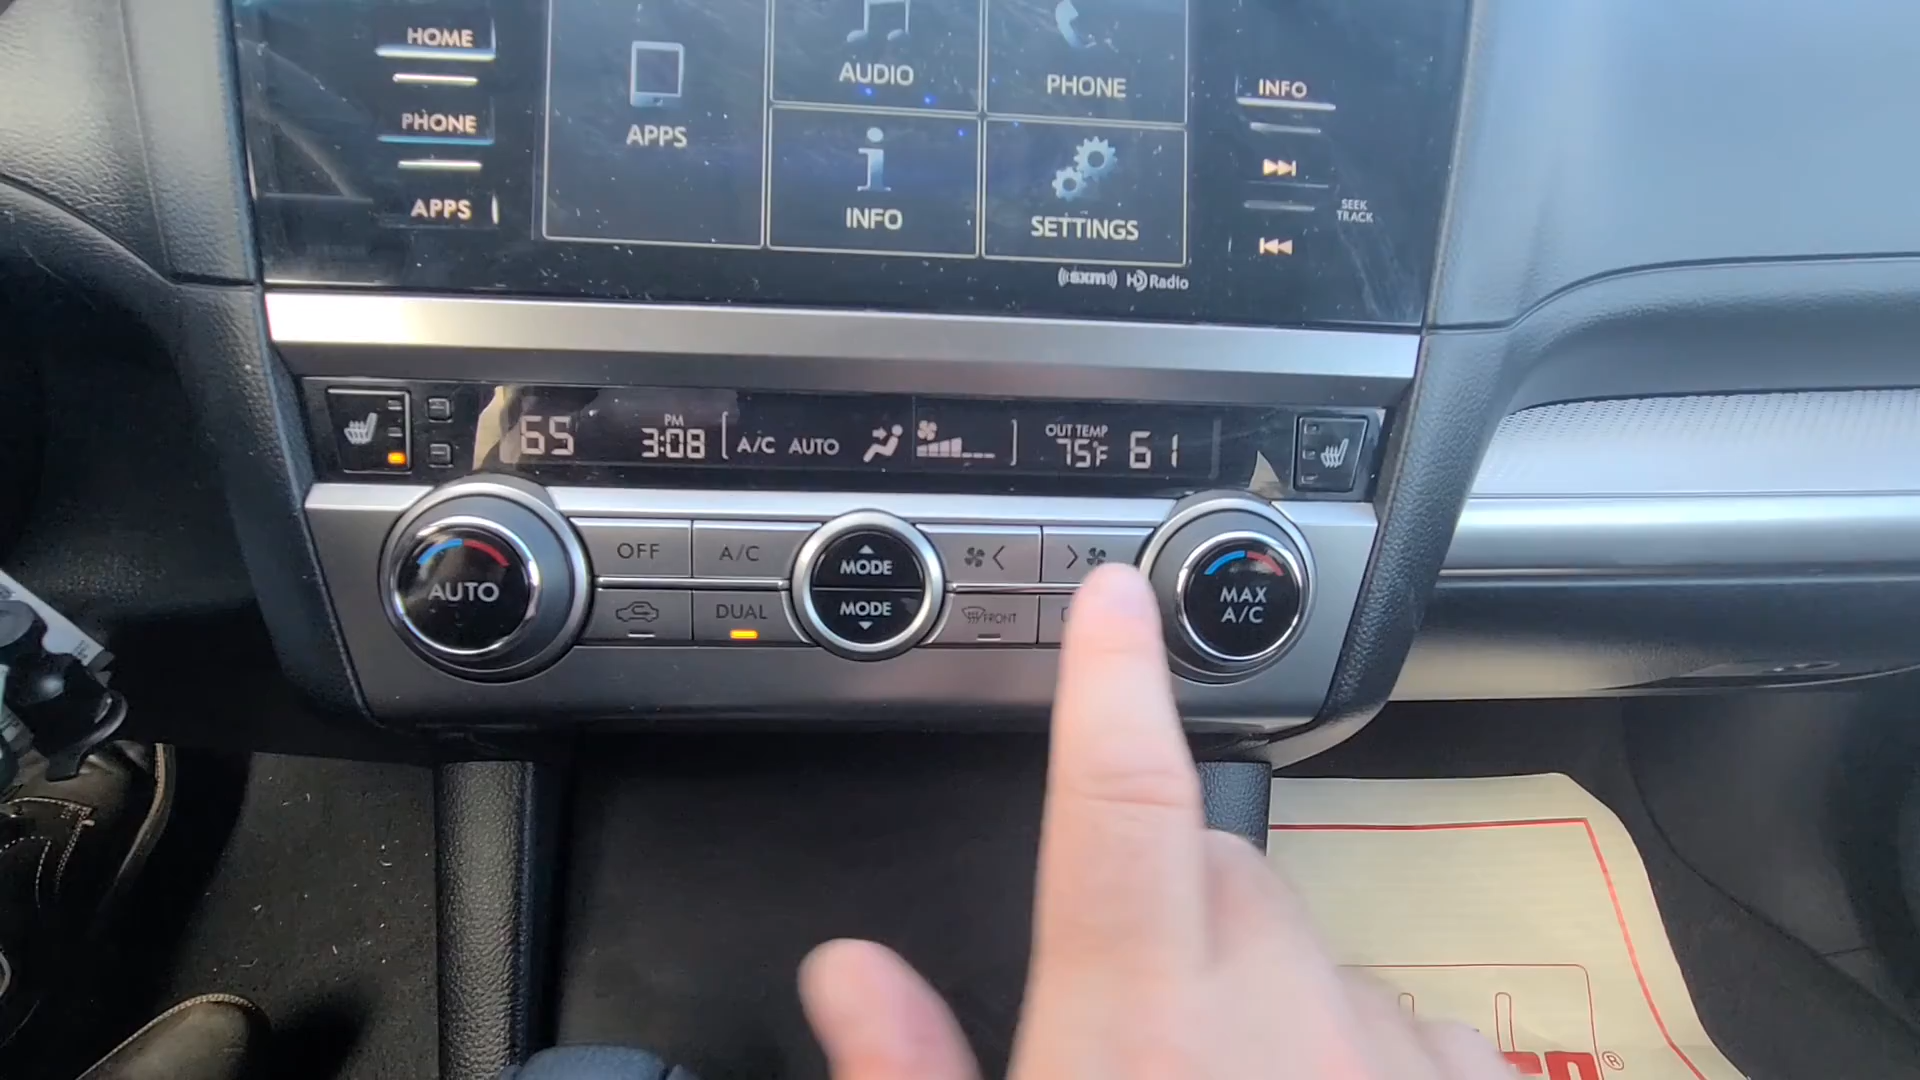 HOME
PHONE
APPS
APPS
AUDIO
PHONE
INFO
SETTINGS
INFO
SEEK
TRACK
((sxm)) HD Radio
65
PM
3:08
A/C AUTO
OUT TEMP
75°F
61
AUTO
OFF
A/C
DUAL
MODE
MODE
FRONT
MAX
A/C
®